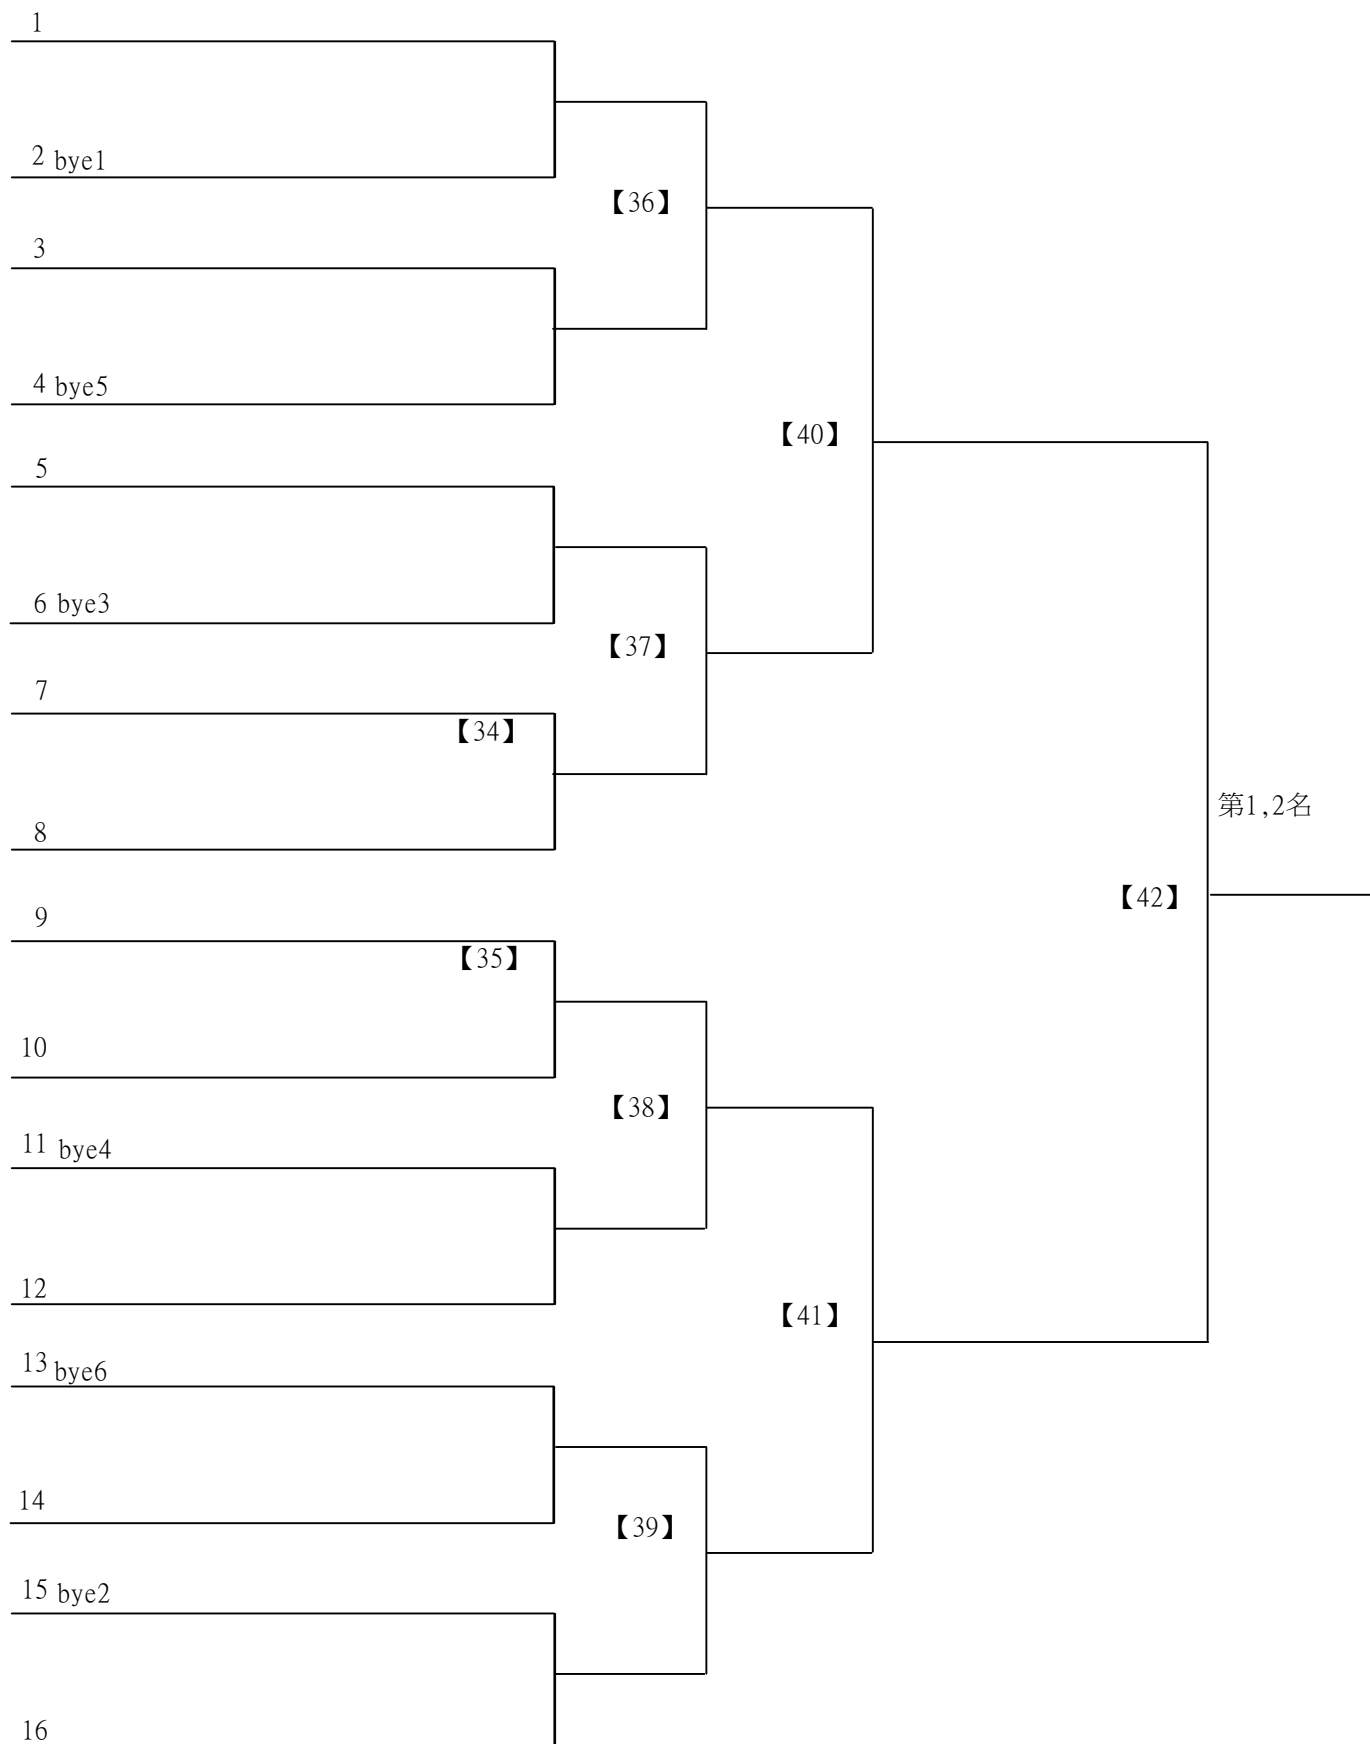 1
2 bye1
【36】
3
4 bye5
【40】
5
6 bye3
【37】
7
【34】
第1,2名
8
【42】
9
【35】
10
【38】
11 bye4
12
【41】
13 bye6
14
【39】
15 bye2
16